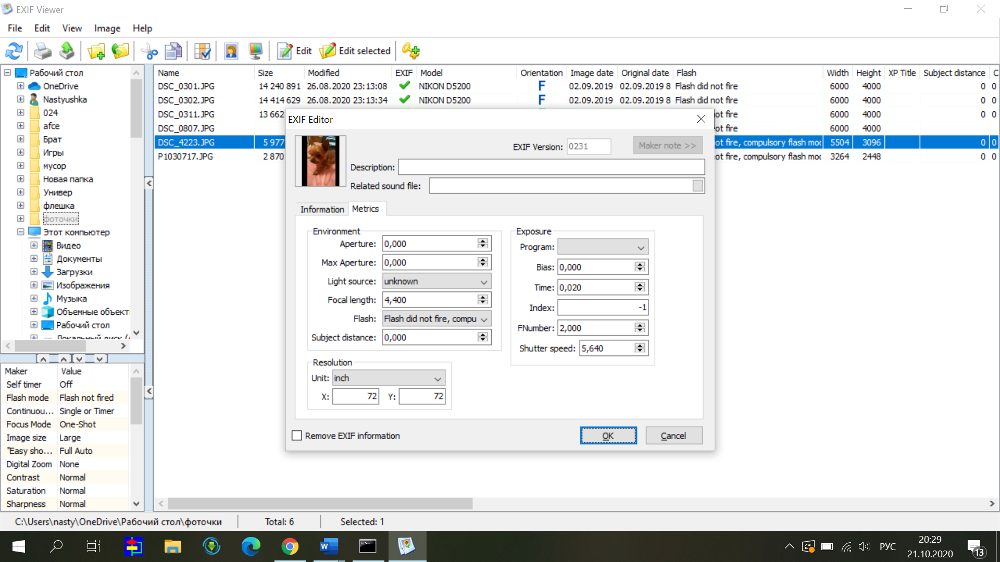 EXIF Viewer
File Edit View Image Help
Edit Edit selected
Рабочий стол
OneDrive
Nastyushka
024
afce
Брат
Игры
мусор
Новая папка
Универ
флешка
фоточки
Этот компьютер
Видео
Документы
Загрузки
Изображения
Музыка
Объемные объект
Рабочий стол
Локальный диск (
Maker Value
Self timer Off
Flash mode Flash not fired
Continuou... Single or Timer
Focus Mode One-Shot
Image size Large
"Easy sho... Full Auto
Digital Zoom None
Contrast Normal
Saturation Normal
Sharpness Normal
Name Size Modified EXIF Model Orientation Image date Original date Flash Width Height XP Title Subject distance C
DSC_0301.JPG 14 240 891 26.08.2020 23:13:08 NIKON D5200 F 02.09.2019 02.09.2019 8 Flash did not fire 6000 4000 0 0
DSC_0302.JPG 14 414 629 26.08.2020 23:13:34 NIKON D5200 F 02.09.2019 02.09.2019 8 Flash did not fire 6000 4000 0 0
DSC_0311.JPG 13 662 ot fire 6000 4000 0 0
DSC_0807.JPG ot fire 6000 4000
DSC_4223.JPG 5 977 ot fire, compulsory flash mod 5504 3096 0 0
P1030717.JPG 2 870 ot fire, compulsory flash moc 3264 2448 0 0
EXIF Editor
EXIF Version: 0231 Maker note >>
Description:
Related sound file:
Information Metrics
Environment
Aperture: 0,000
Max Aperture: 0,000
Light source: unknown
Focal length: 4,400
Flash: Flash did not fire, compu
Subject distance: 0,000
Exposure
Program:
Bias: 0,000
Time: 0,020
Index: -1
FNumber: 2,000
Shutter speed: 5,640
Resolution
Unit: inch
X: 72 Y: 72
Remove EXIF information OK Cancel
C:\Users\nasty\OneDrive\Рабочий стол\фоточки Total: 6 Selected: 1
РУС 20:29
21.10.2020
13